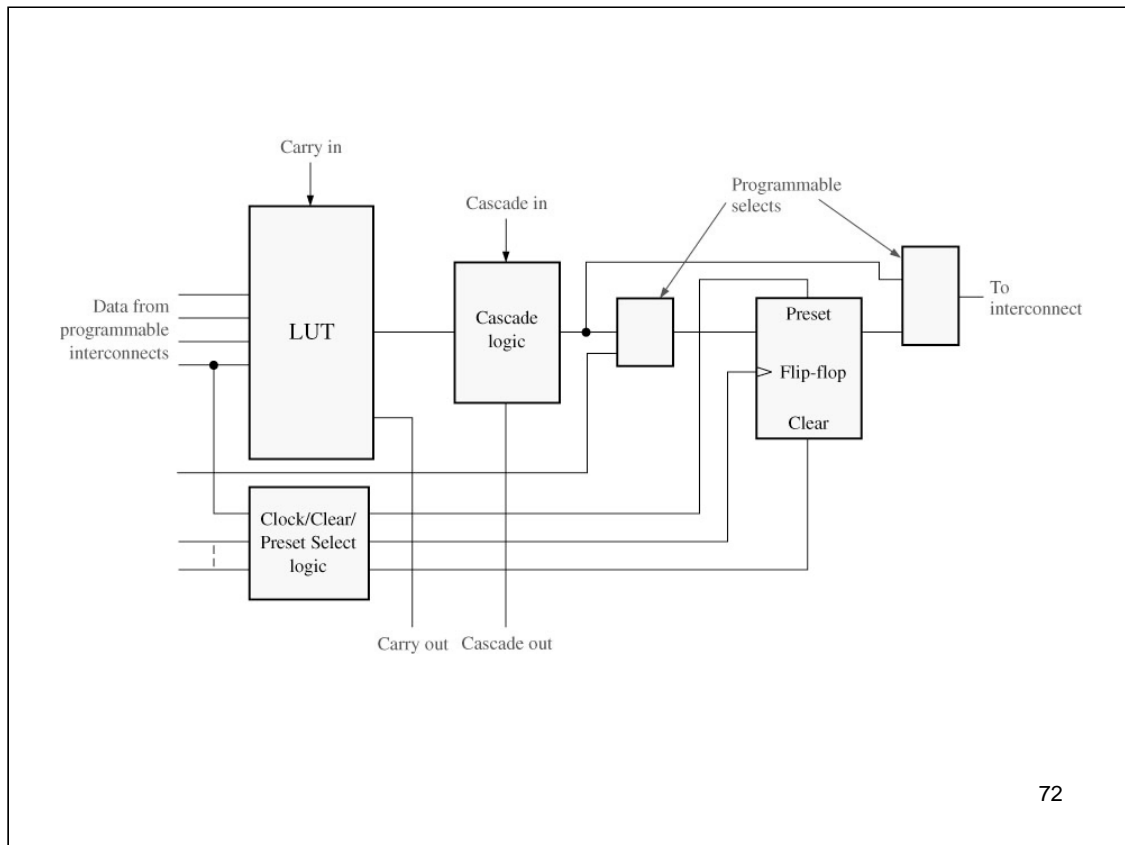 Carry in
Cascade in
Programmable
selects
Data from
programmable
interconnects
LUT
Cascade
logic
Preset
Flip-flop
Clear
To
interconnect
Clock/Clear/
Preset Select
logic
Carry out
Cascade out
72